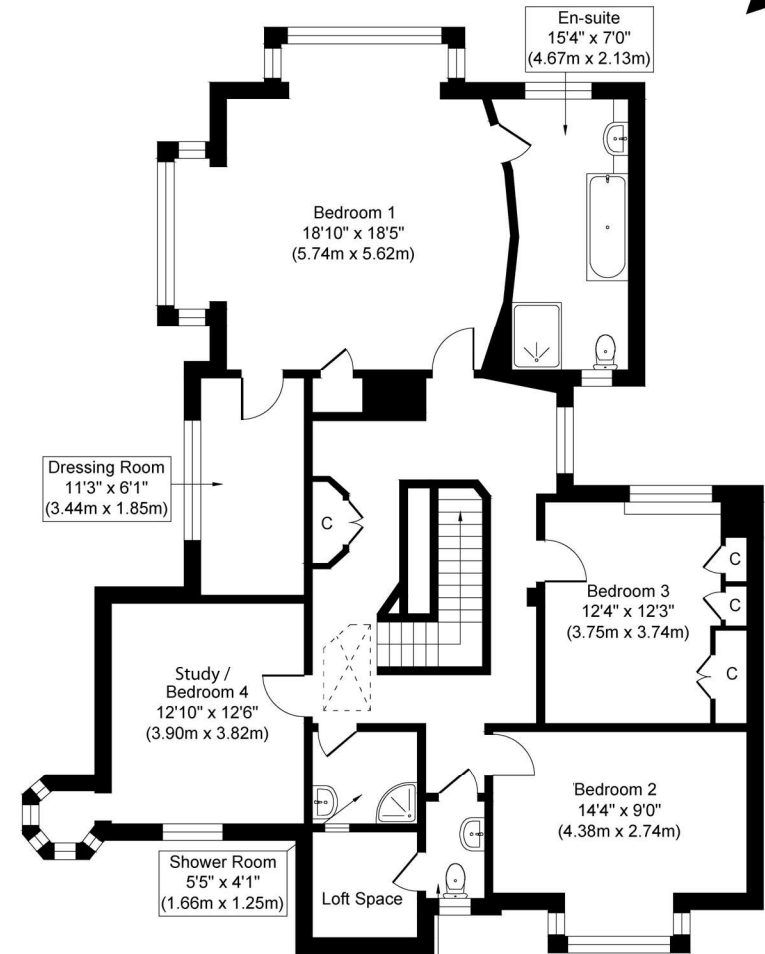 En-suite
15'4" x 7'0"
(4.67m x 2.13m)
Bedroom 1
18'10" x 18'5"
(5.74m x 5.62m)
Dressing Room
11'3" x 6'1"
(3.44m x 1.85m)
C
C
Bedroom 3
12'4" x 12'3"
(3.75m x 3.74m)
C
C
Study /
Bedroom 4
12'10" x 12'6"
(3.90m x 3.82m)
Bedroom 2
14'4" x 9'0"
(4.38m x 2.74m)
Shower Room
5'5" x 4'1"
(1.66m x 1.25m)
Loft Space